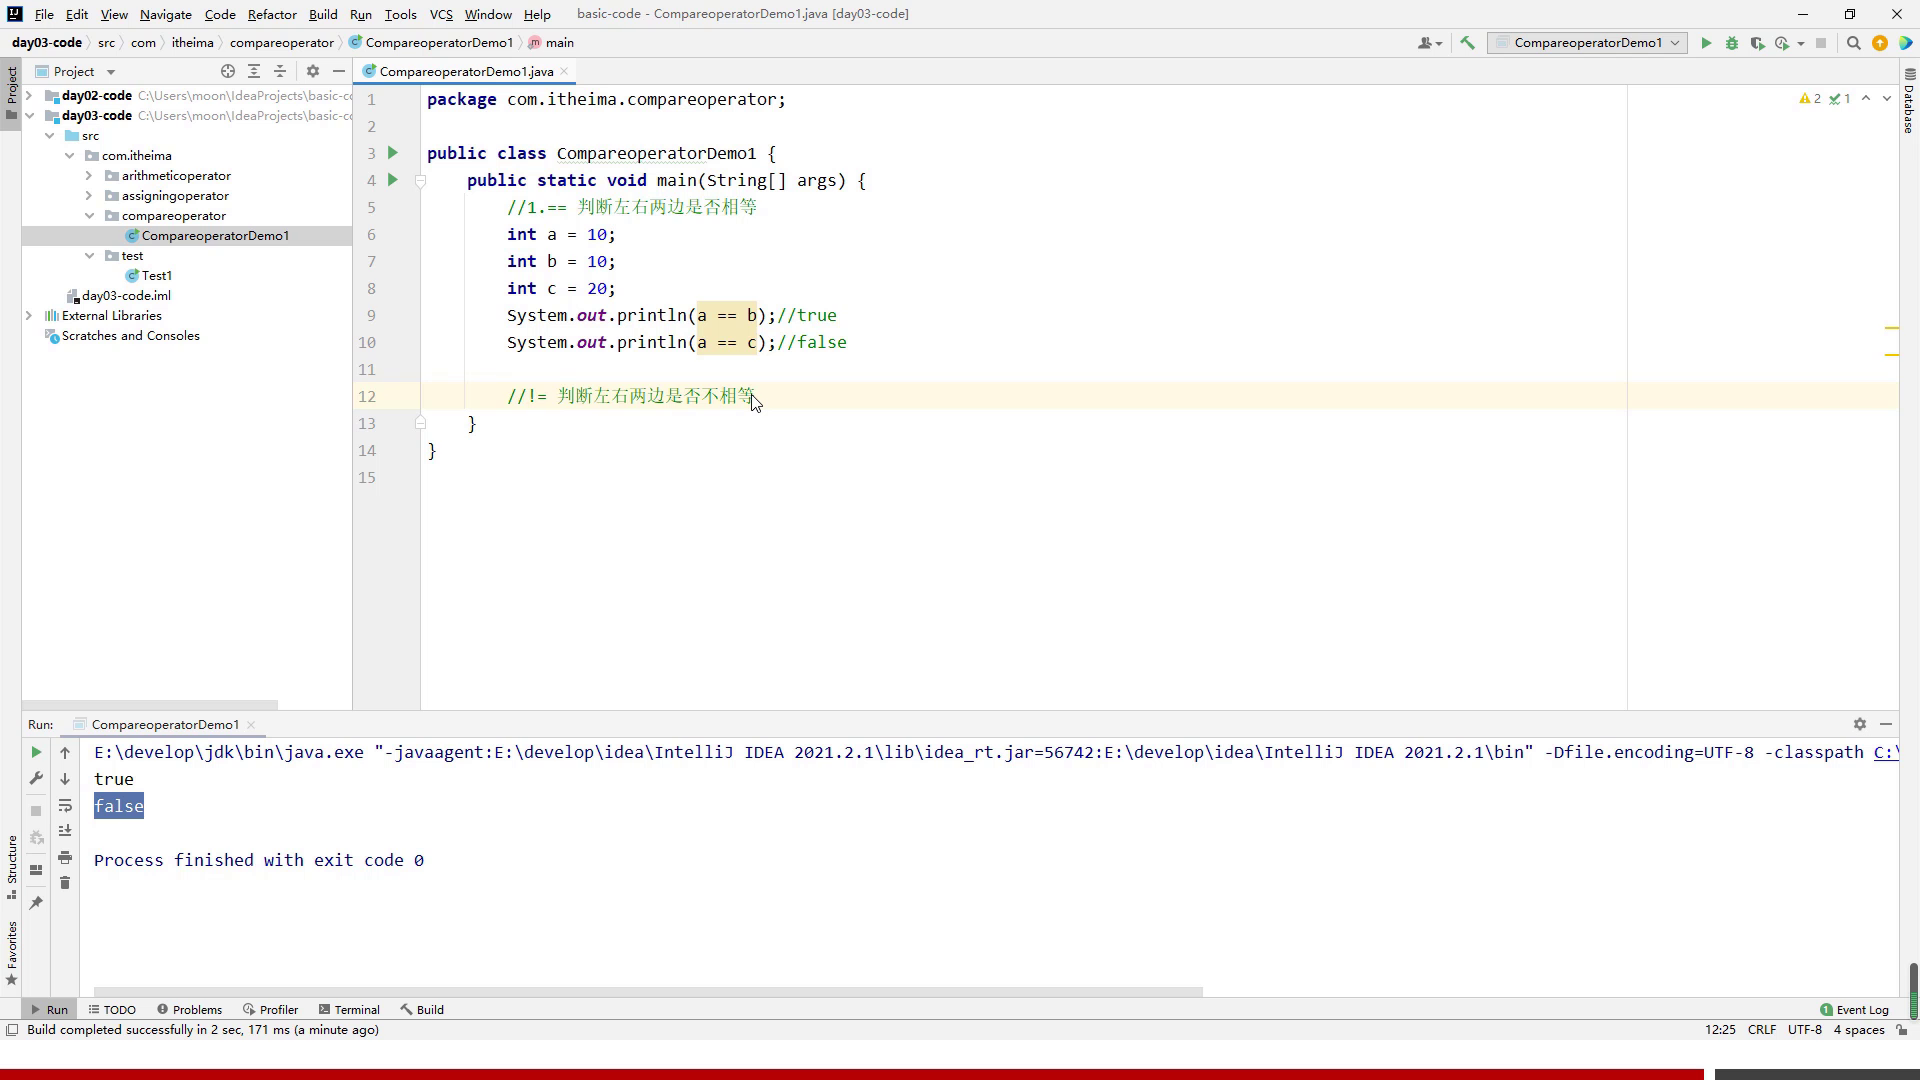 File Edit View Navigate Code Refactor Build Run Tools VCS Window Help basic-code - CompareoperatorDemo1.java [day03-code]
day03-code src com itheima compareoperator CompareoperatorDemo1 main CompareoperatorDemo1
Project CompareoperatorDemo1.java
Project
day02-code C:\Users\moon\IdeaProjects\basic-co
day03-code C:\Users\moon\IdeaProjects\basic-co
src
com.itheima
arithmeticoperator
assigningoperator
compareoperator
CompareoperatorDemo1
test
Test1
day03-code.iml
External Libraries
Scratches and Consoles
1 package com.itheima.compareoperator;
2
3 public class CompareoperatorDemo1 {
4 public static void main(String[] args) {
5 //1.== 判断左右两边是否相等
6 int a = 10;
7 int b = 10;
8 int c = 20;
9 System.out.println(a == b);//true
10 System.out.println(a == c);//false
11
12 //!= 判断左右两边是否不相等
13 }
14 }
15
2 1
Database
Run: CompareoperatorDemo1
E:\develop\jdk\bin\java.exe "-javaagent:E:\develop\idea\IntelliJ IDEA 2021.2.1\lib\idea_rt.jar=56742:E:\develop\idea\IntelliJ IDEA 2021.2.1\bin" -Dfile.encoding=UTF-8 -classpath C:\
true
false
Process finished with exit code 0
Structure
Favorites
Run TODO Problems Profiler Terminal Build 1 Event Log
Build completed successfully in 2 sec, 171 ms (a minute ago) 12:25 CRLF UTF-8 4 spaces